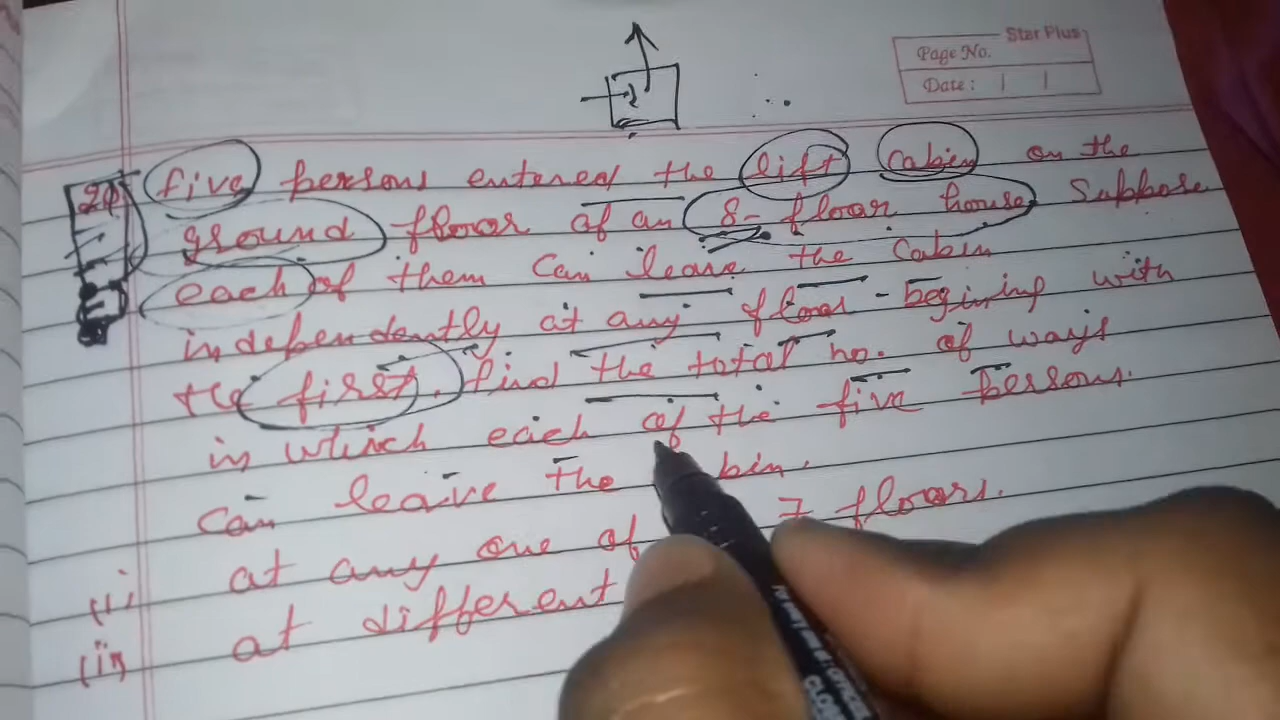 Star Plus
Page No.
Date :
20 five persons entered the lift cabin on the
ground floor of an 8- floor house Suppose
each of them can leave the cabin
independently at any floor - begining with
the first. find the total no. of ways
in which each of the five persons.
can leave the bin.
(i) at any one of 7 floors.
(ii) at different